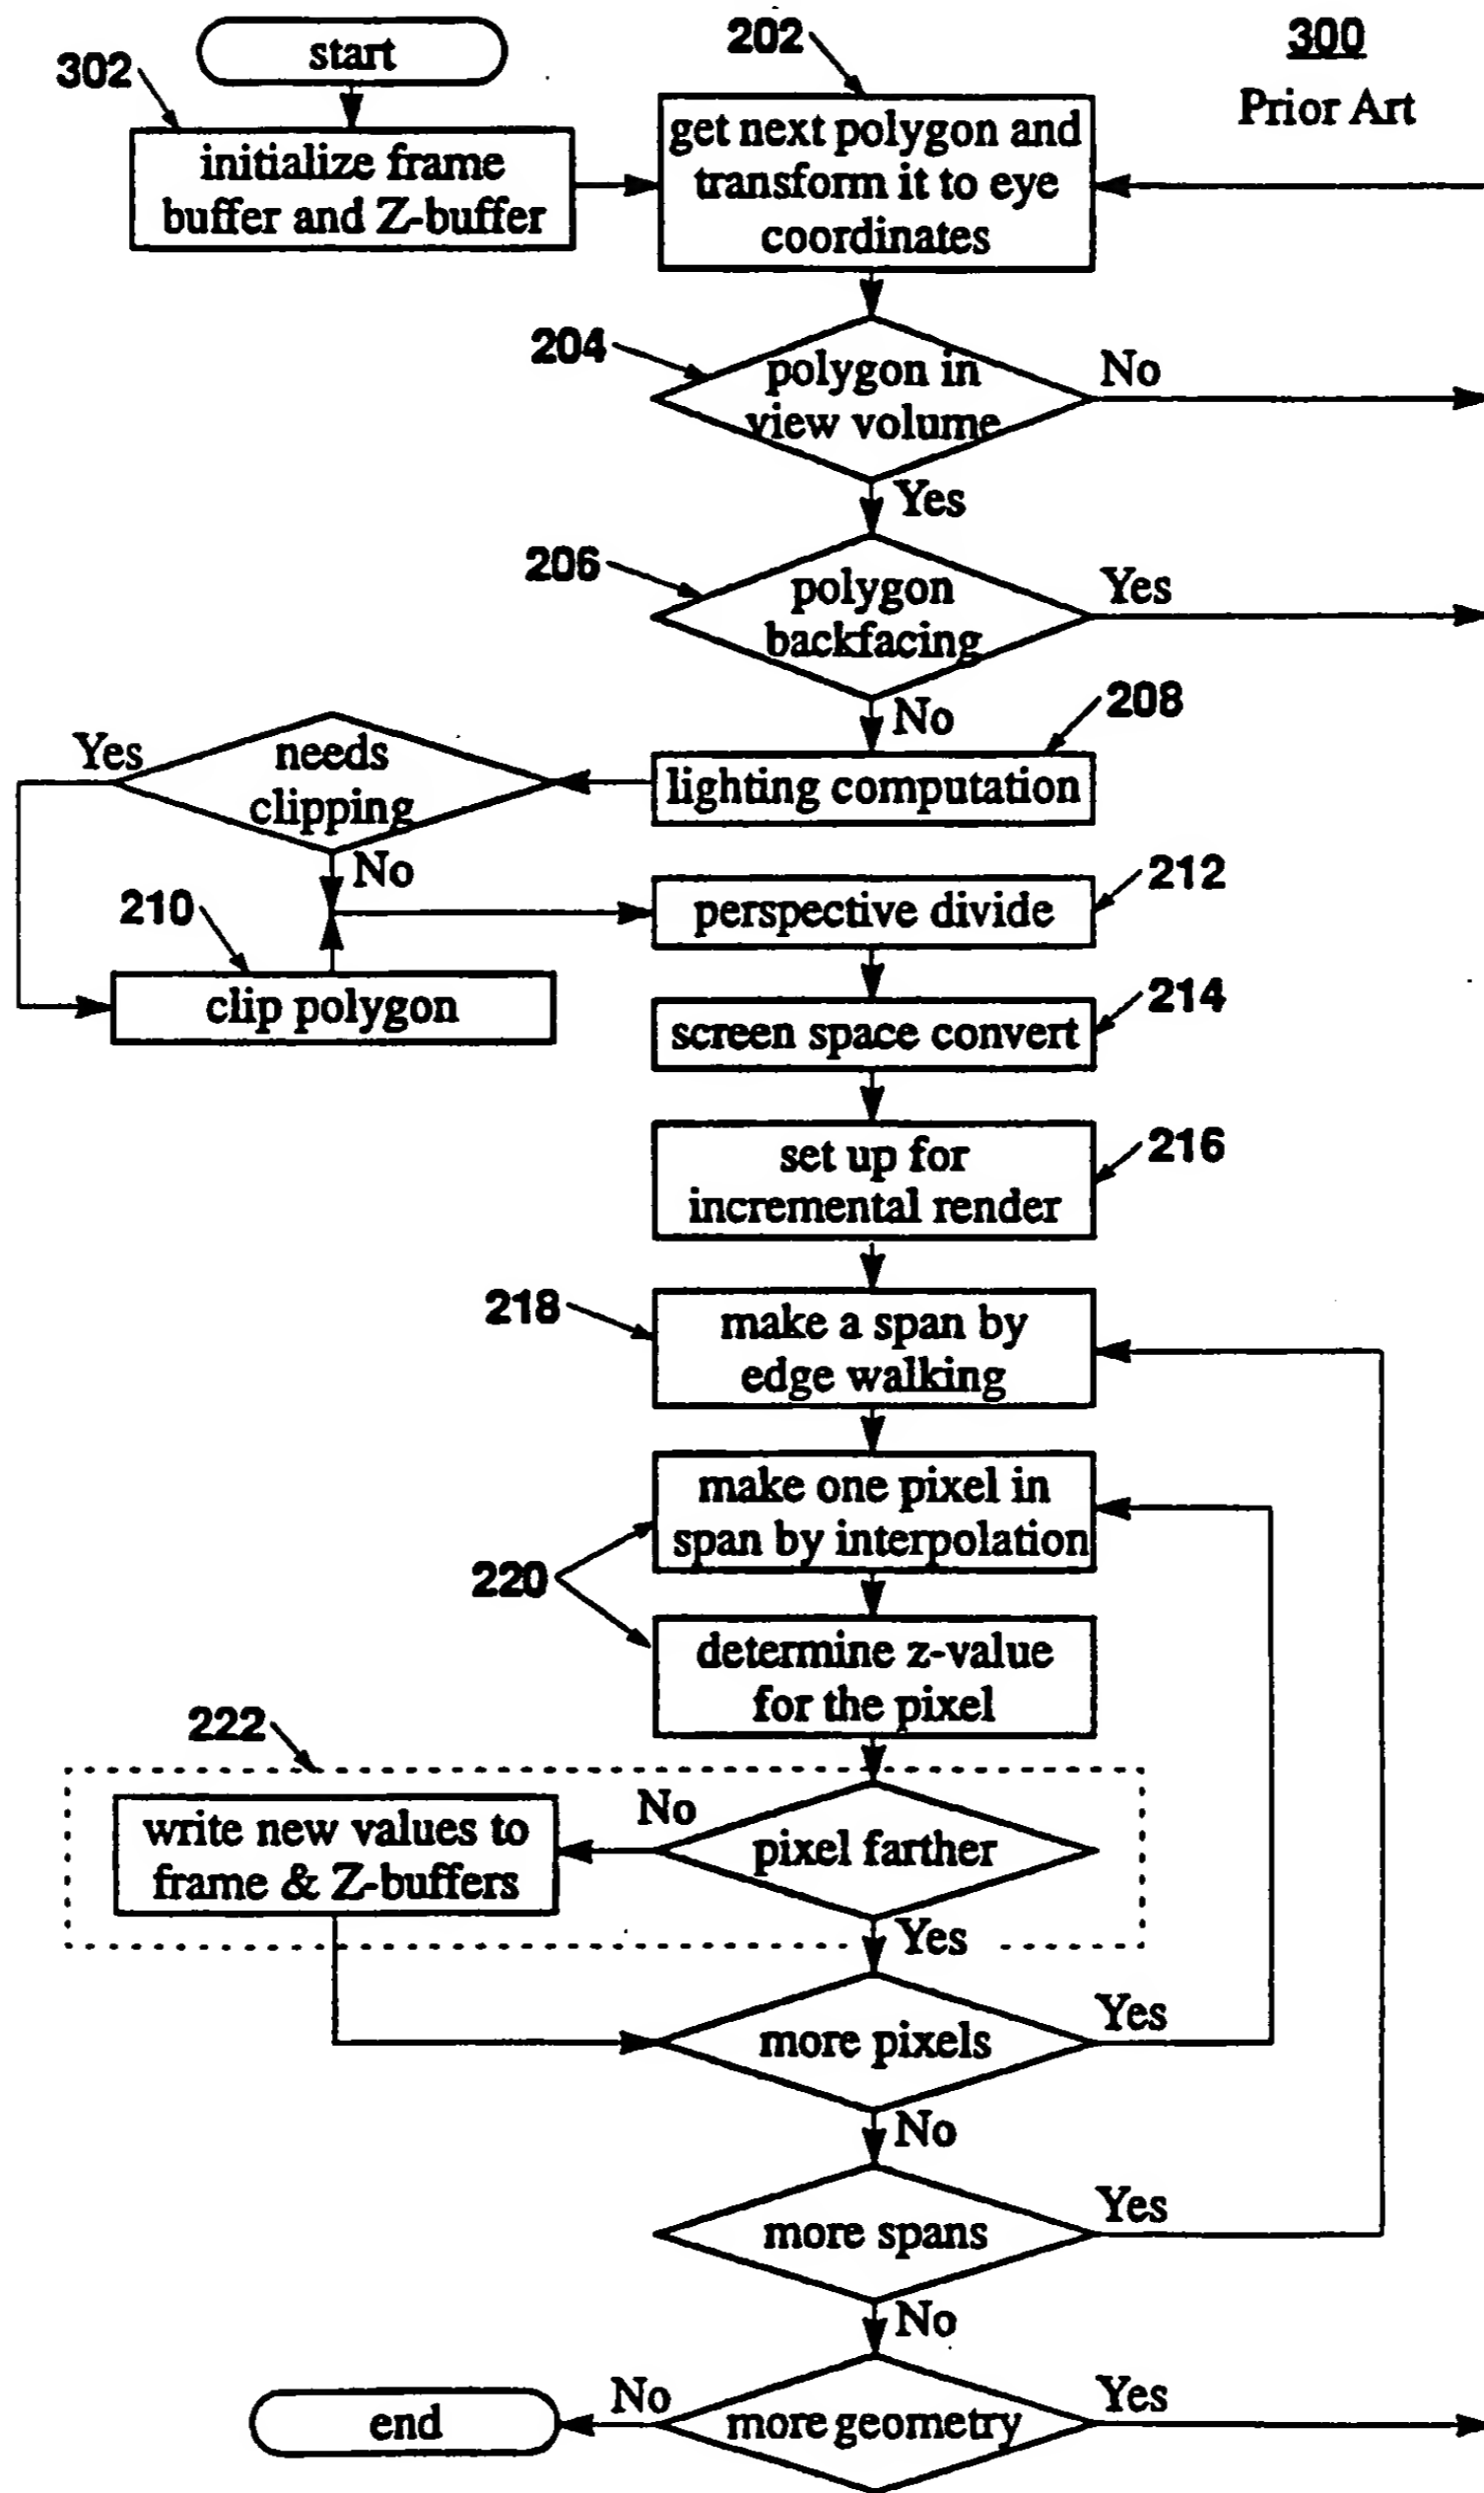 start
302
202
300
Prior Art
initialize frame
buffer and Z-buffer
get next polygon and
transform it to eye
coordinates
204
polygon in
view volume
No
Yes
206
polygon
backfacing
Yes
No
208
lighting computation
needs
clipping
Yes
No
210
clip polygon
212
perspective divide
214
screen space convert
216
set up for
incremental render
218
make a span by
edge walking
make one pixel in
span by interpolation
220
determine z-value
for the pixel
222
write new values to
frame & Z-buffers
No
pixel farther
Yes
more pixels
Yes
No
more spans
Yes
No
more geometry
No
Yes
end